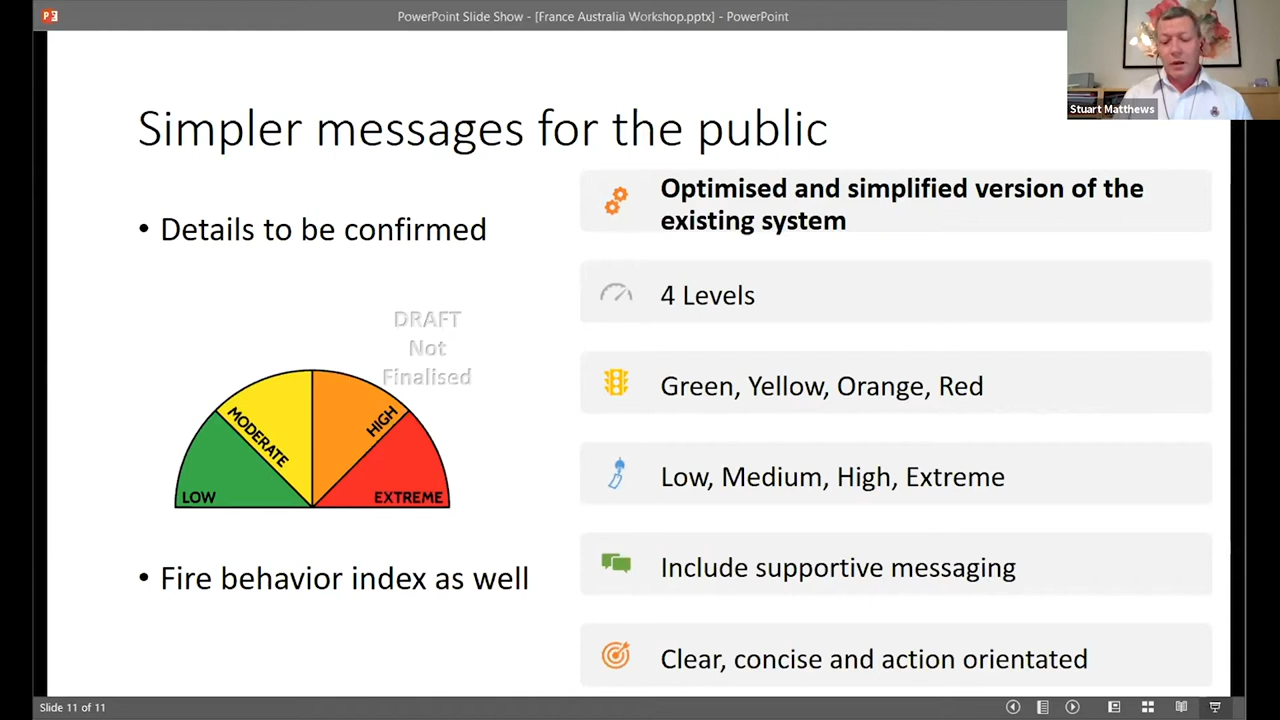 PowerPoint Slide Show - [France Australia Workshop.pptx] - PowerPoint
Stuart Matthews
Simpler messages for the public
• Details to be confirmed
DRAFT
Not
Finalised
LOW
MODERATE
HIGH
EXTREME
• Fire behavior index as well
Optimised and simplified version of the
existing system
4 Levels
Green, Yellow, Orange, Red
Low, Medium, High, Extreme
Include supportive messaging
Clear, concise and action orientated
Slide 11 of 11